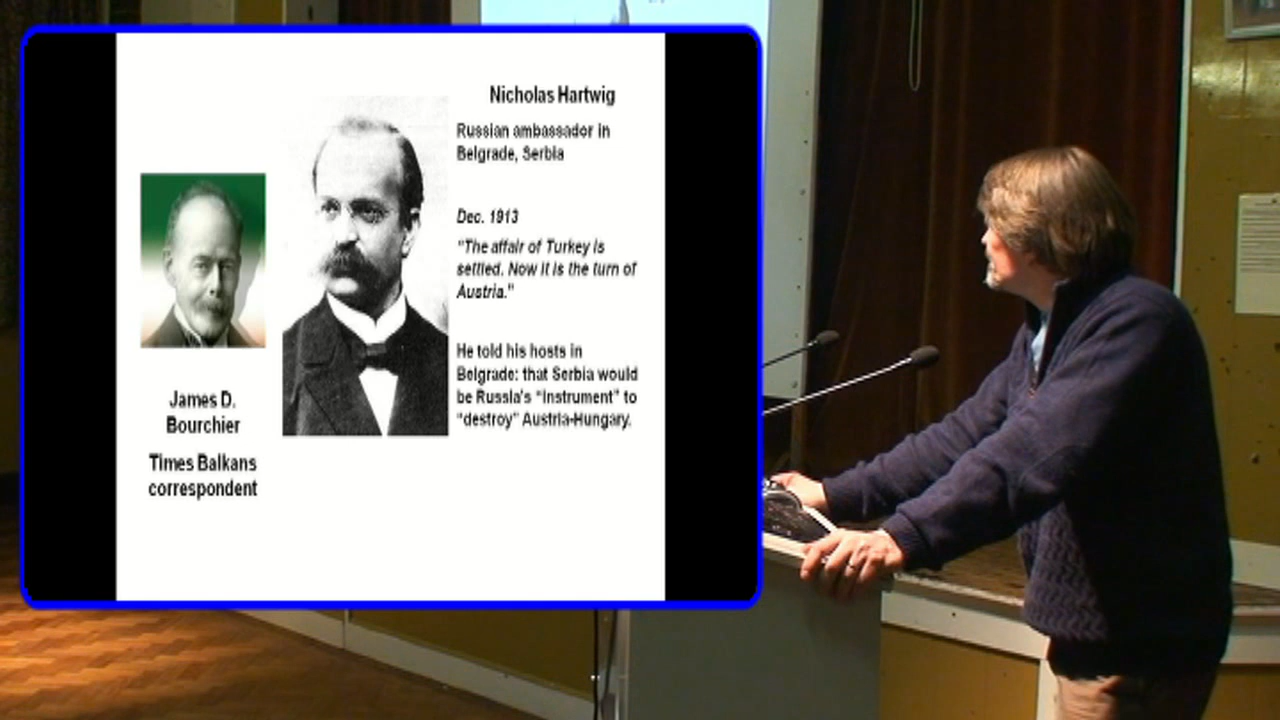 Nicholas Hartwig
Russian ambassador in
Belgrade, Serbia
Dec. 1913
"The affair of Turkey is
settled. Now it is the turn of
Austria."
He told his hosts in
Belgrade: that Serbia would
be Russia's "instrument" to
"destroy" Austria-Hungary.
James D.
Bourchier
Times Balkans
correspondent